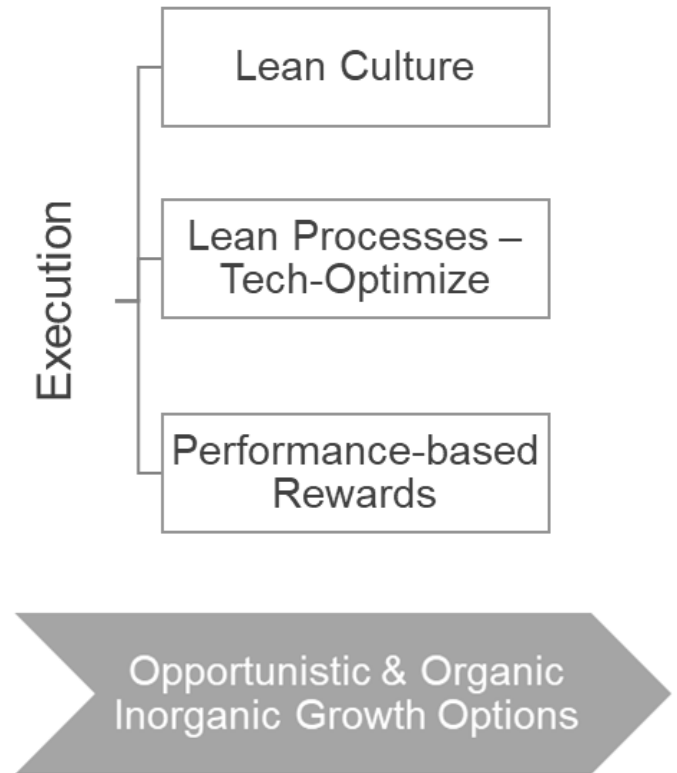 Lean Culture
Execution
Lean Processes –
Tech-Optimize
Performance-based
Rewards
Opportunistic & Organic
Inorganic Growth Options